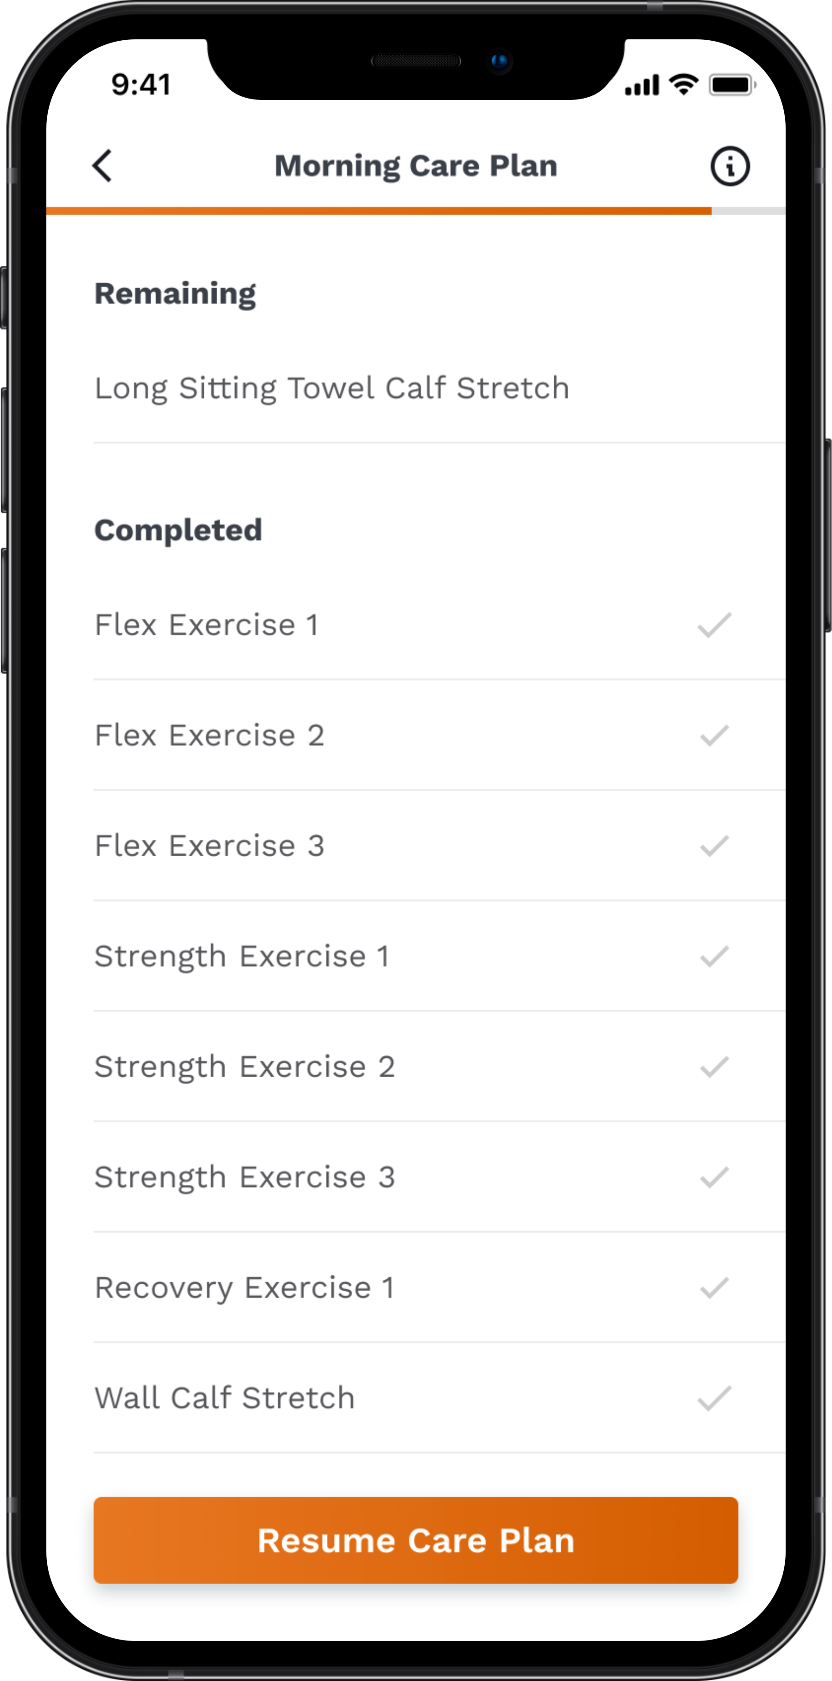 9:41
Morning Care Plan
Remaining
Long Sitting Towel Calf Stretch
Completed
Flex Exercise 1
Flex Exercise 2
Flex Exercise 3
Strength Exercise 1
Strength Exercise 2
Strength Exercise 3
Recovery Exercise 1
Wall Calf Stretch
Resume Care Plan